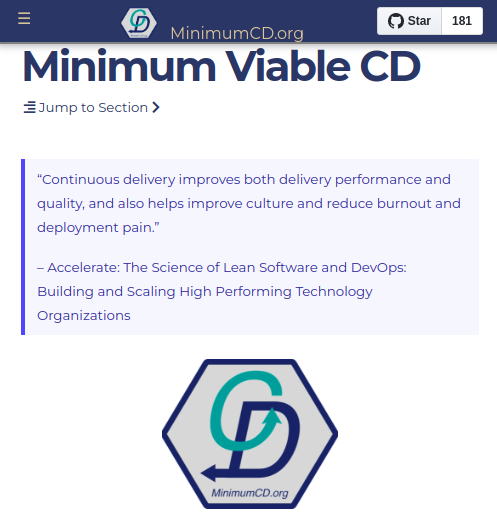 MinimumCD.org
Star
181
Minimum Viable CD
Jump to Section
“Continuous delivery improves both delivery performance and
quality, and also helps improve culture and reduce burnout and
deployment pain.”
– Accelerate: The Science of Lean Software and DevOps:
Building and Scaling High Performing Technology
Organizations
CD
MinimumCD.org